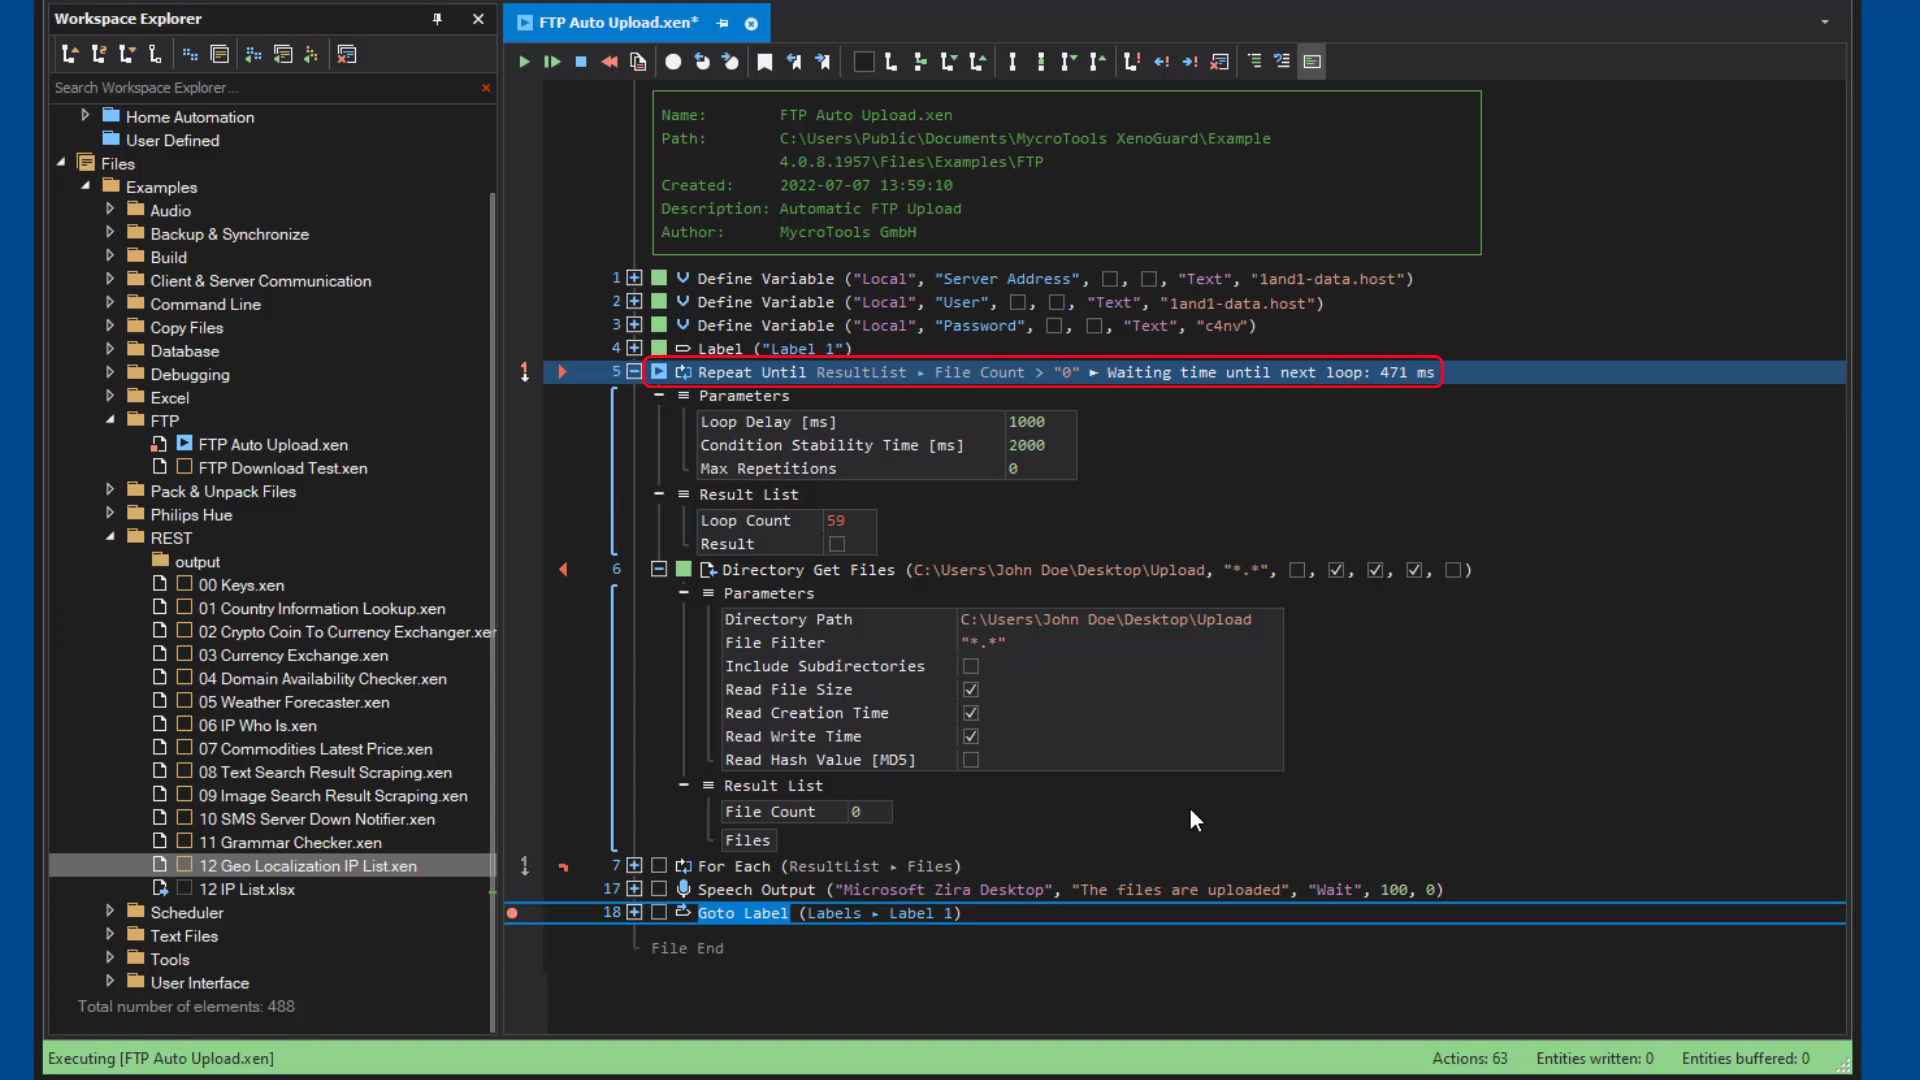 Workspace Explorer
Search Workspace Explorer...
Home Automation
User Defined
Files
Examples
Audio
Backup & Synchronize
Build
Client & Server Communication
Command Line
Copy Files
Database
Debugging
Excel
FTP
FTP Auto Upload.xen
FTP Download Test.xen
Pack & Unpack Files
Philips Hue
REST
output
00 Keys.xen
01 Country Information Lookup.xen
02 Crypto Coin To Currency Exchanger.xen
03 Currency Exchange.xen
04 Domain Availability Checker.xen
05 Weather Forecaster.xen
06 IP Who Is.xen
07 Commodities Latest Price.xen
08 Text Search Result Scraping.xen
09 Image Search Result Scraping.xen
10 SMS Server Down Notifier.xen
11 Grammar Checker.xen
12 Geo Localization IP List.xen
12 IP List.xlsx
Scheduler
Text Files
Tools
User Interface
Total number of elements: 488
FTP Auto Upload.xen*
Name: FTP Auto Upload.xen
Path: C:\Users\Public\Documents\MycroTools XenoGuard\Example
4.0.8.1957\Files\Examples\FTP
Created: 2022-07-07 13:59:10
Description: Automatic FTP Upload
Author: MycroTools GmbH
1 Define Variable ("Local", "Server Address", , , "Text", "1and1-data.host")
2 Define Variable ("Local", "User", , , "Text", "1and1-data.host")
3 Define Variable ("Local", "Password", , , "Text", "c4nv")
4 Label ("Label 1")
5 Repeat Until ResultList ▸ File Count > "0" ► Waiting time until next loop: 471 ms
Parameters
Loop Delay [ms] 1000
Condition Stability Time [ms] 2000
Max Repetitions 0
Result List
Loop Count 59
Result
6 Directory Get Files (C:\Users\John Doe\Desktop\Upload, "*.*", , , , , )
Parameters
Directory Path C:\Users\John Doe\Desktop\Upload
File Filter "*.*"
Include Subdirectories
Read File Size
Read Creation Time
Read Write Time
Read Hash Value [MD5]
Result List
File Count 0
Files
7 For Each (ResultList ▸ Files)
17 Speech Output ("Microsoft Zira Desktop", "The files are uploaded", "Wait", 100, 0)
18 Goto Label (Labels ▸ Label 1)
File End
Executing [FTP Auto Upload.xen]
Actions: 63 Entities written: 0 Entities buffered: 0